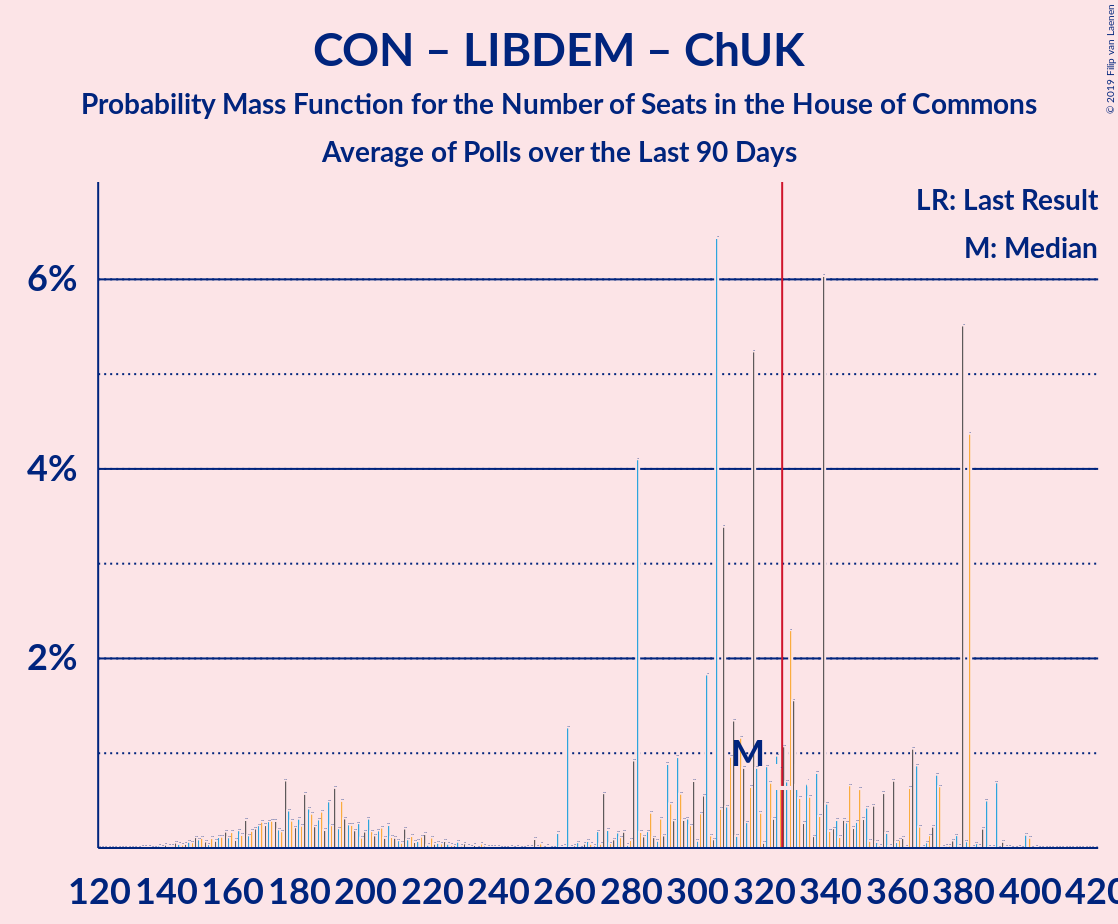 CON – LIBDEM – ChUK
Probability Mass Function for the Number of Seats in the House of Commons
Average of Polls over the Last 90 Days
© 2019 Filip van Laenen
LR: Last Result
M: Median
6%
4%
2%
M
120 140 160 180 200 220 240 260 280 300 320 340 360 380 400 420